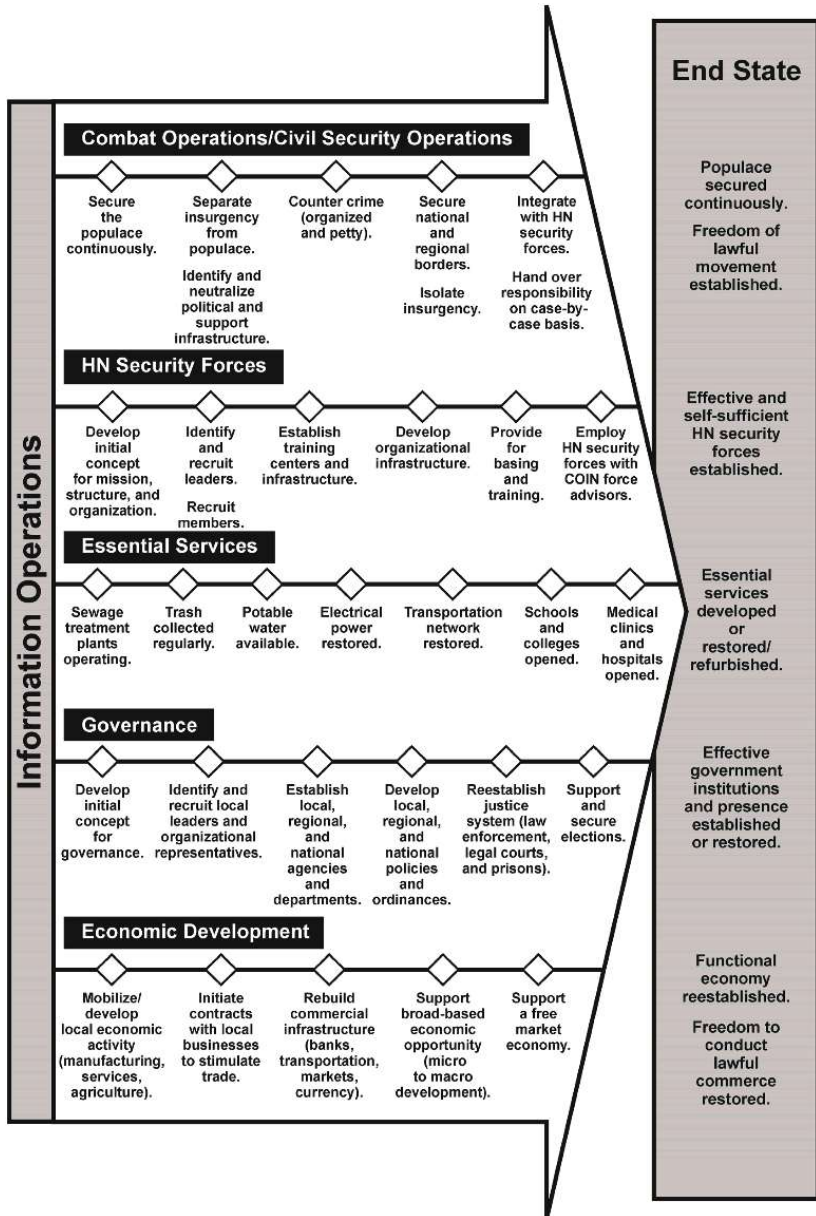 Information Operations
Combat Operations/Civil Security Operations
Secure
the
populace
continuously.
Separate
insurgency
from
populace.
Identify and
neutralize
political and
support
infrastructure.
Counter crime
(organized
and petty).
Secure
national
and
regional
borders.
Isolate
insurgency.
Integrate
with HN
security
forces.
Hand over
responsibility
on case-by-
case basis.
HN Security Forces
Develop
initial
concept
for mission,
structure, and
organization.
Identify
and
recruit
leaders.
Recruit
members.
Establish
training
centers and
infrastructure.
Develop
organizational
infrastructure.
Provide
for
basing
and
training.
Employ
HN security
forces with
COIN force
advisors.
Essential Services
Sewage
treatment
plants
operating.
Trash
collected
regularly.
Potable
water
available.
Electrical
power
restored.
Transportation
network
restored.
Schools
and
colleges
opened.
Medical
clinics
and
hospitals
opened.
Governance
Develop
initial
concept
for
governance.
Identify and
recruit local
leaders and
organizational
representatives.
Establish
local,
regional,
and
national
agencies
and
departments.
Develop
local,
regional,
and
national
policies
and
ordinances.
Reestablish
justice
system (law
enforcement,
legal courts,
and prisons).
Support
and
secure
elections.
Economic Development
Mobilize/
develop
local economic
activity
(manufacturing,
services,
agriculture).
Initiate
contracts
with local
businesses
to stimulate
trade.
Rebuild
commercial
infrastructure
(banks,
transportation,
markets,
currency).
Support
broad-based
economic
opportunity
(micro
to macro
development).
Support
a free
market
economy.
End State
Populace
secured
continuously.
Freedom of
lawful
movement
established.
Effective and
self-sufficient
HN security
forces
established.
Essential
services
developed
or
restored/
refurbished.
Effective
government
institutions
and presence
established
or restored.
Functional
economy
reestablished.
Freedom to
conduct
lawful
commerce
restored.